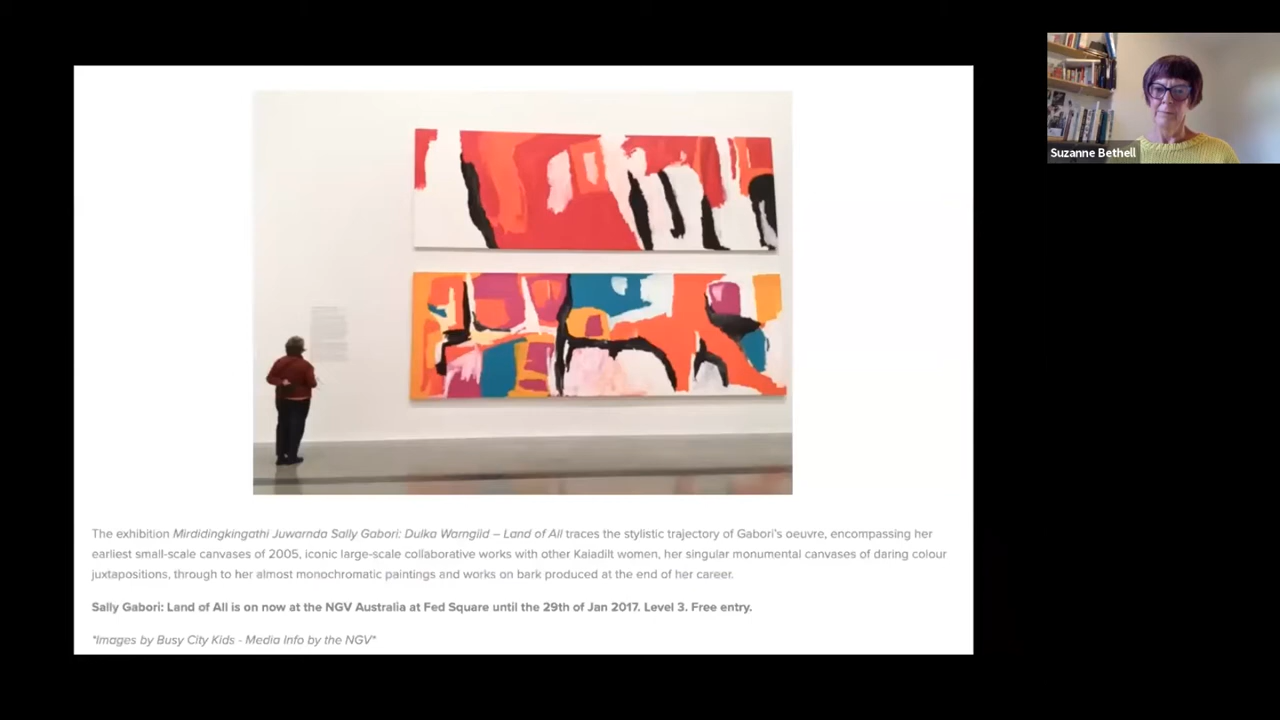 Suzanne Bethell
The exhibition Mirdidingkingathi Juwarnda Sally Gabori: Dulka Warngiid – Land of All traces the stylistic trajectory of Gabori's oeuvre, encompassing her
earliest small-scale canvases of 2005, iconic large-scale collaborative works with other Kaiadilt women, her singular monumental canvases of daring colour
juxtapositions, through to her almost monochromatic paintings and works on bark produced at the end of her career.
Sally Gabori: Land of All is on now at the NGV Australia at Fed Square until the 29th of Jan 2017. Level 3. Free entry.
*Images by Busy City Kids - Media Info by the NGV*